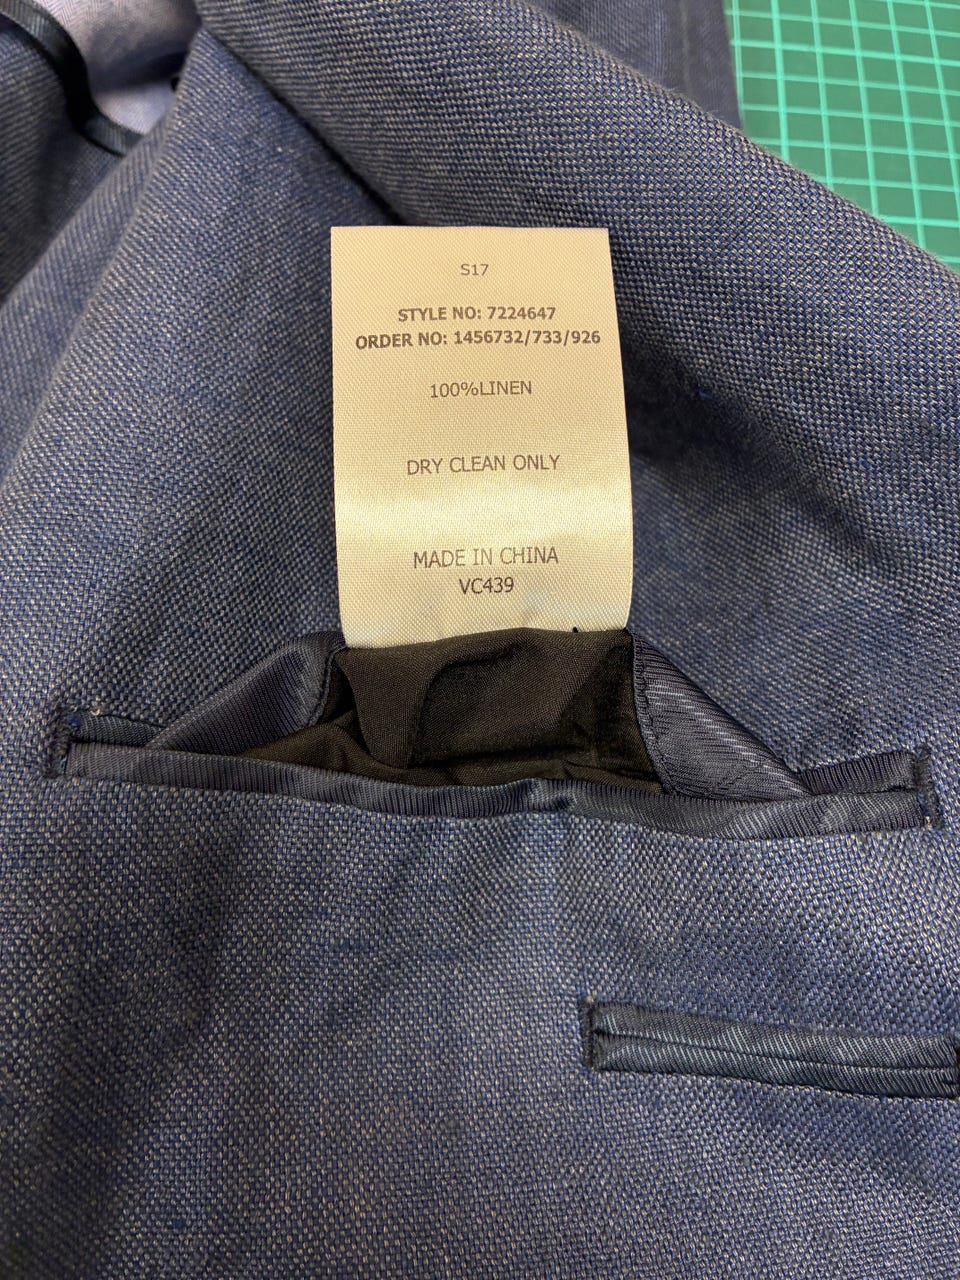 S17
STYLE NO: 7224647
ORDER NO: 1456732/733/926
100%LINEN
DRY CLEAN ONLY
MADE IN CHINA
VC439